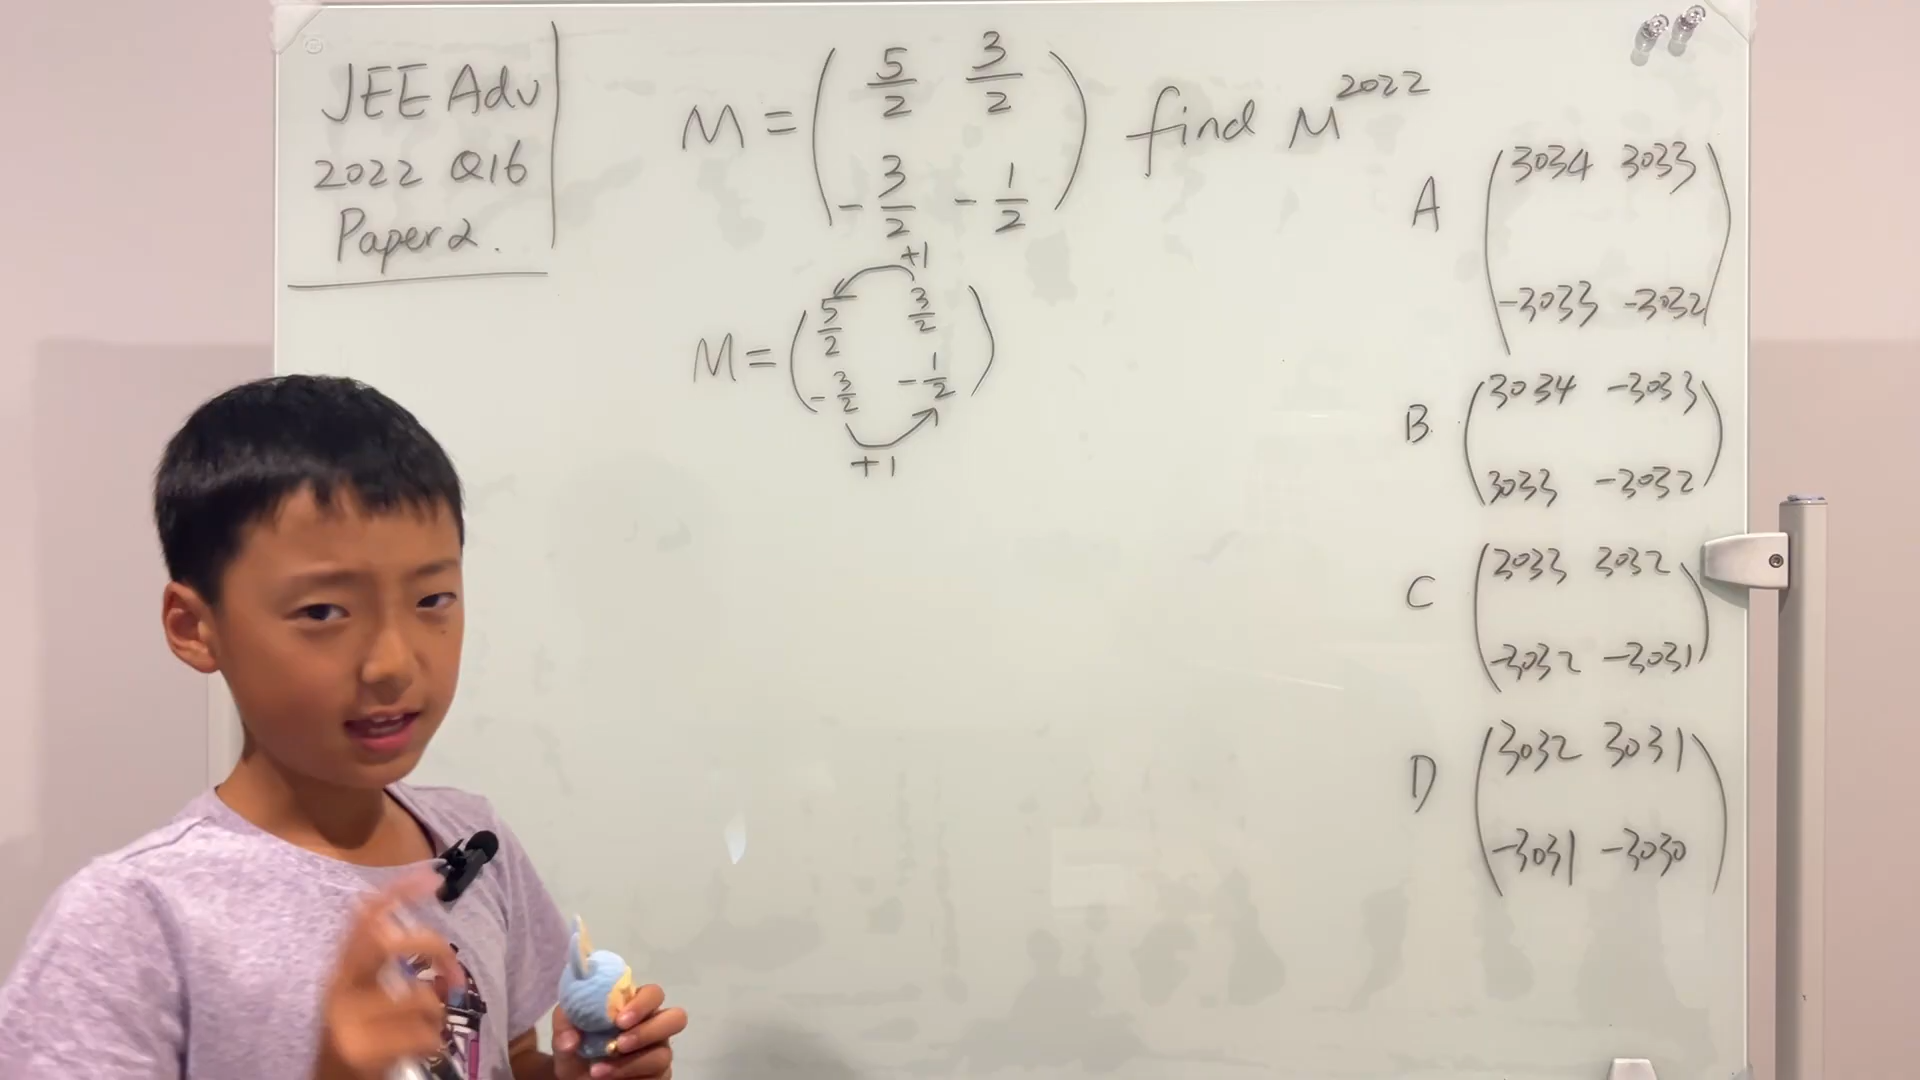 JEE Adv
2022 Q16
Paper 2.
M = ( 5/2 3/2
-3/2 -1/2 ) find M^2022
+1
M = ( 5/2 3/2
-3/2 -1/2 )
+1
A ( 3034 3033
-3033 -3032 )
B. ( 3034 -3033
3033 -3032 )
C ( 3033 3032
-3032 -3031 )
D ( 3032 3031
-3031 -3030 )